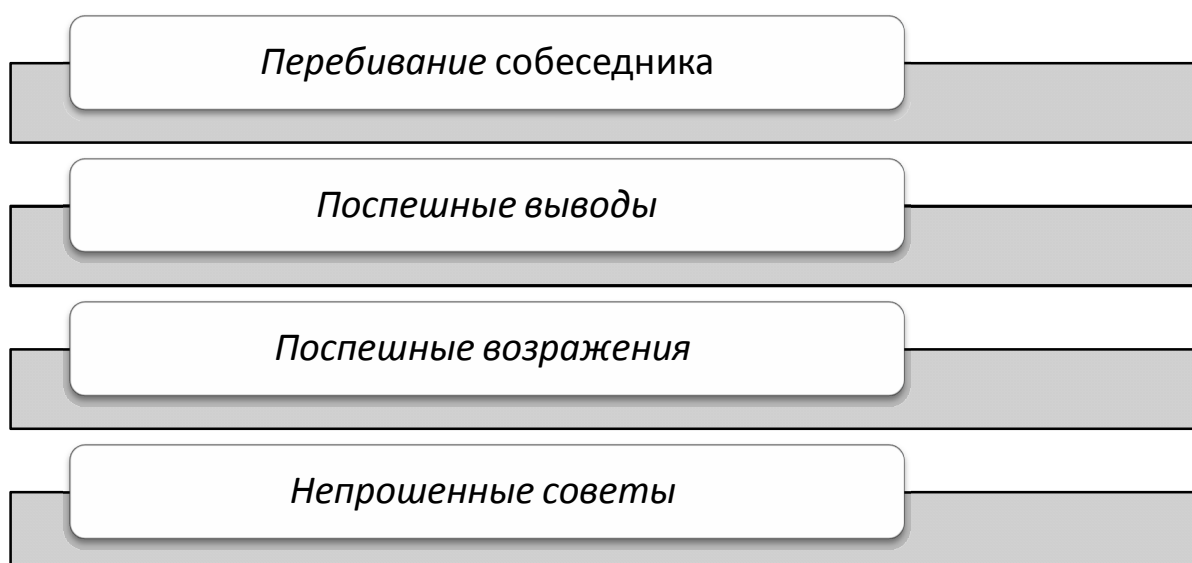 Перебивание собеседника
Поспешные выводы
Поспешные возражения
Непрошенные советы